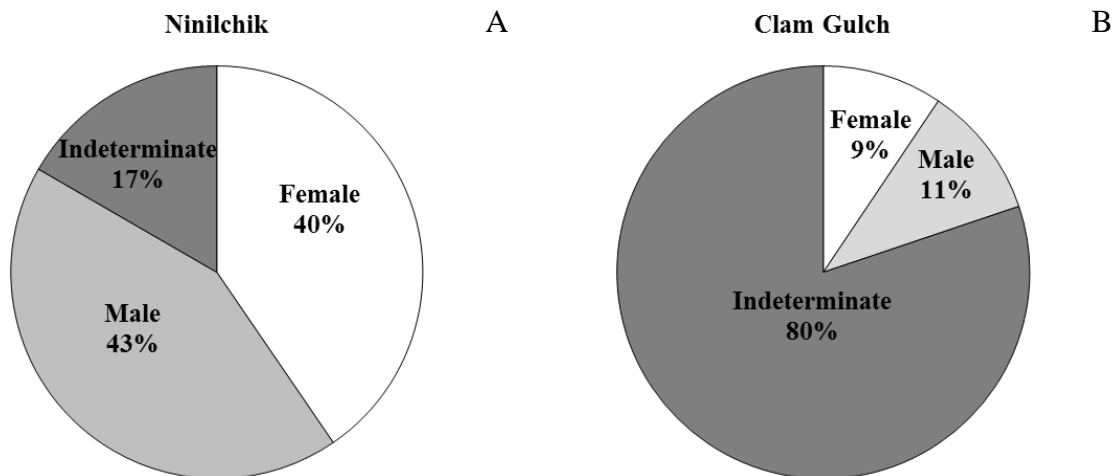 Ninilchik
A
Indeterminate
17%
Female
40%
Male
43%
Clam Gulch
B
Female
9%
Male
11%
Indeterminate
80%